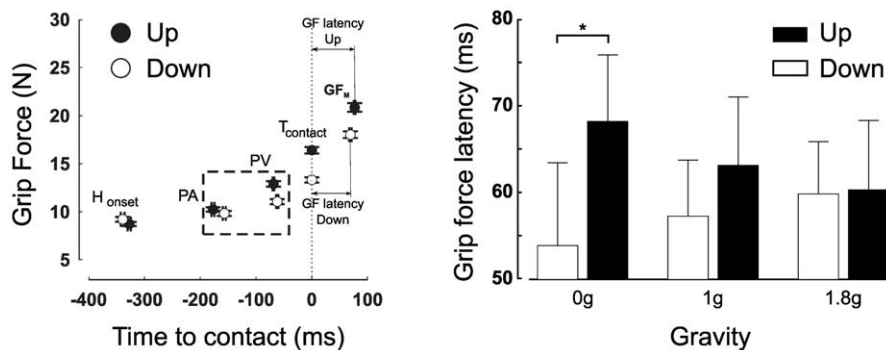 Grip Force (N)
30
25
20
15
10
5
Up
Down
GF latency
Up
GF_M
T_contact
PV
PA
H onset
GF latency
Down
-400
-300
-200
-100
0
100
Time to contact (ms)
Grip force latency (ms)
80
70
60
50
*
Up
Down
0g
1g
1.8g
Gravity